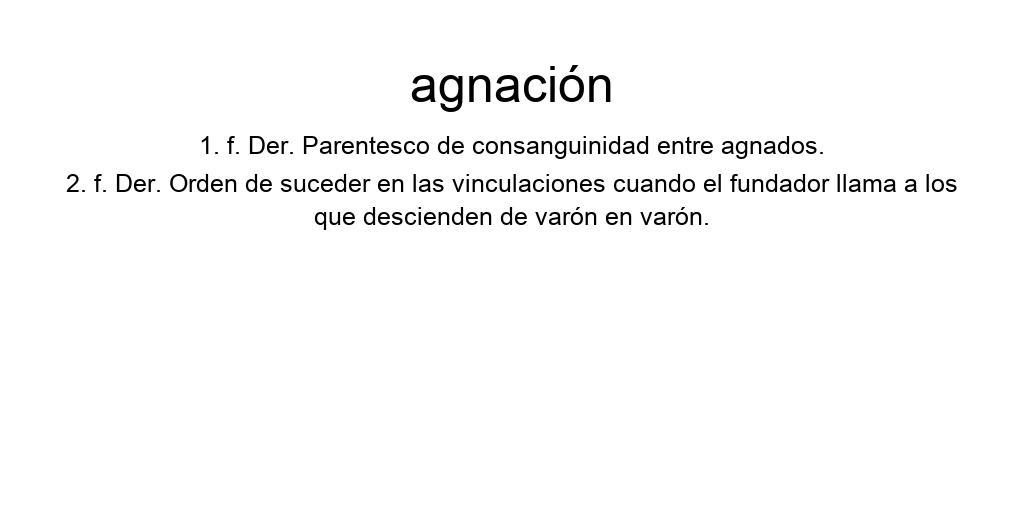 agnación
1. f. Der. Parentesco de consanguinidad entre agnados.
2. f. Der. Orden de suceder en las vinculaciones cuando el fundador llama a los
que descienden de varón en varón.